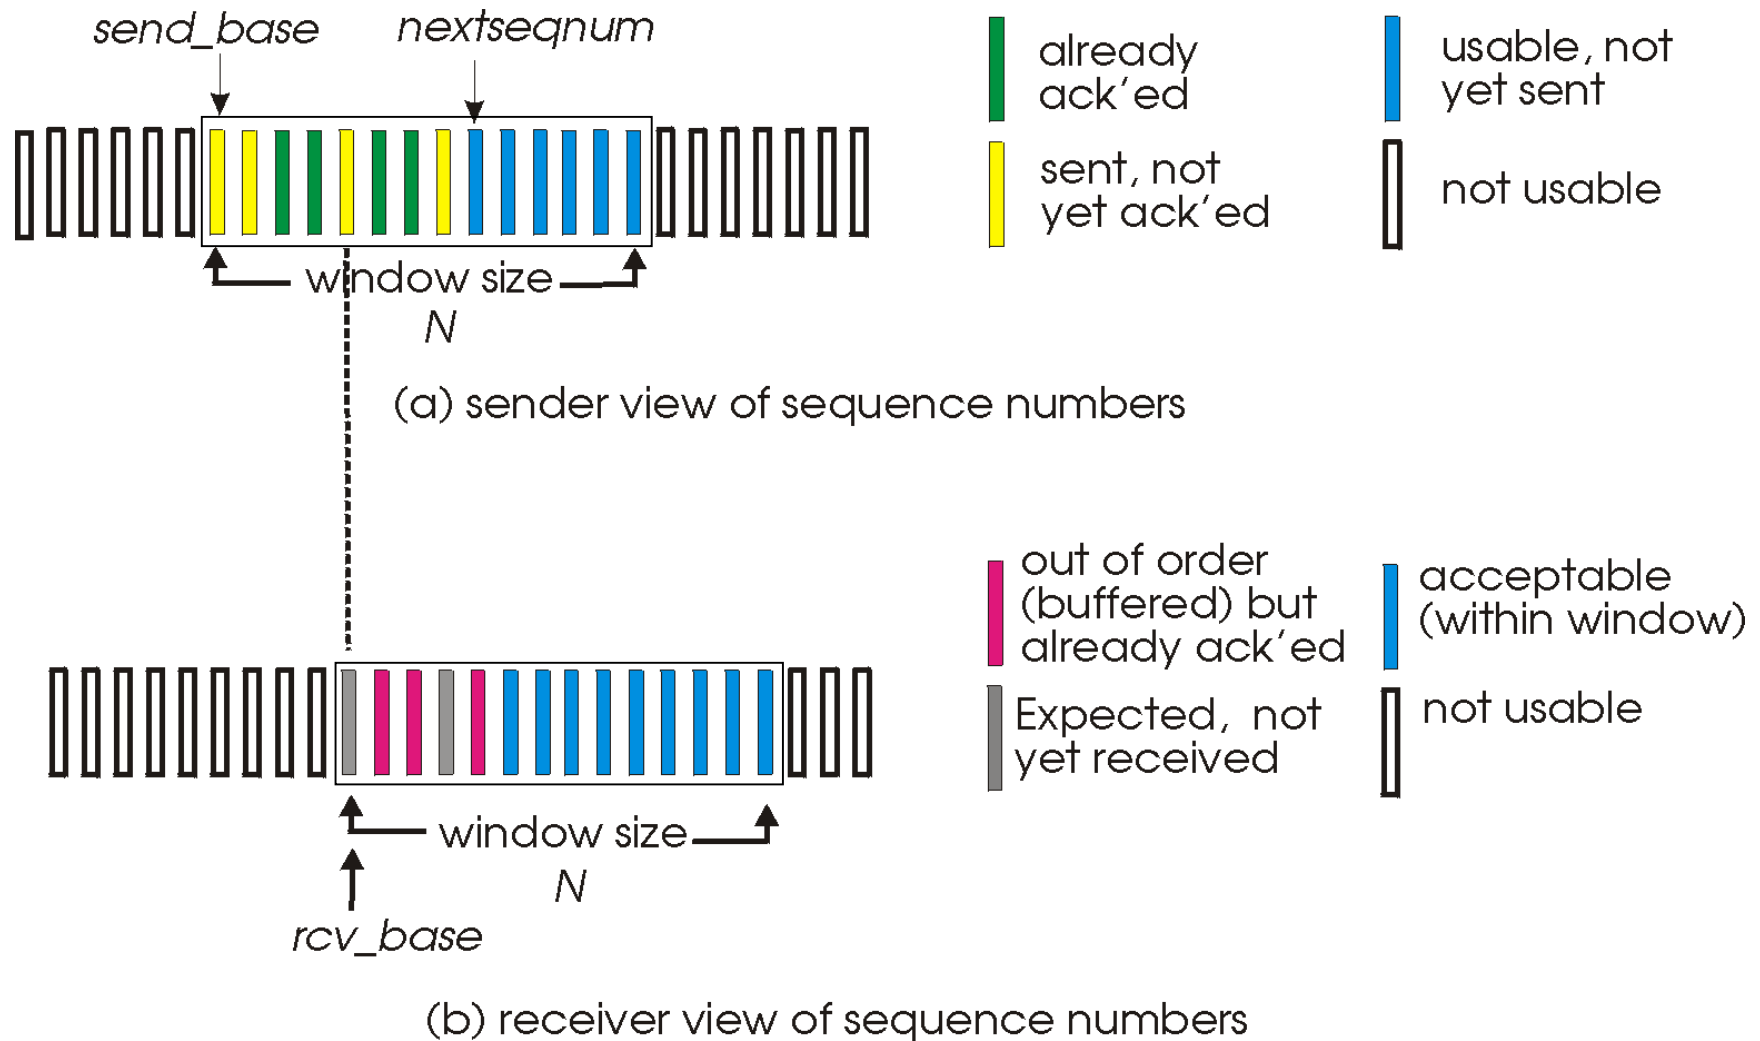 send_base
nextseqnum
already
ack'ed
usable, not
yet sent
sent, not
yet ack'ed
not usable
window size
N
(a) sender view of sequence numbers
out of order
(buffered) but
already ack'ed
acceptable
(within window)
Expected, not
yet received
not usable
window size
N
rcv_base
(b) receiver view of sequence numbers